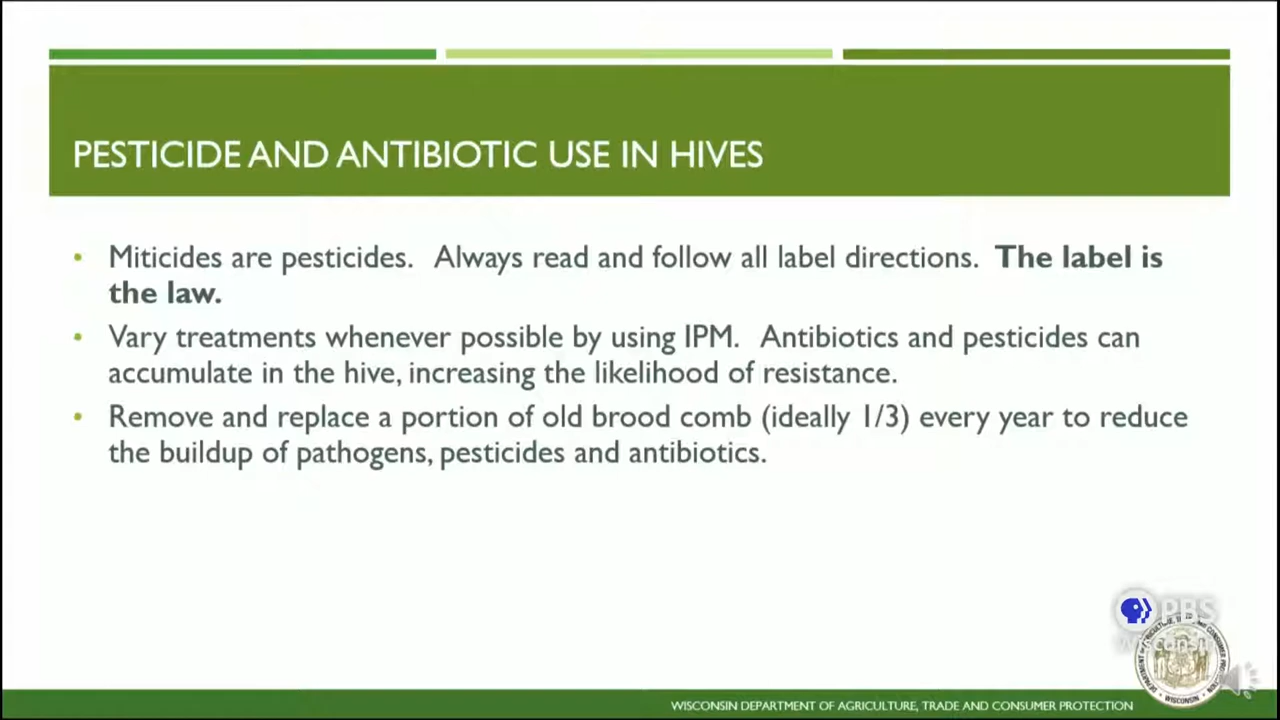 PESTICIDE AND ANTIBIOTIC USE IN HIVES
• Miticides are pesticides. Always read and follow all label directions. The label is
the law.
• Vary treatments whenever possible by using IPM. Antibiotics and pesticides can
accumulate in the hive, increasing the likelihood of resistance.
• Remove and replace a portion of old brood comb (ideally 1/3) every year to reduce
the buildup of pathogens, pesticides and antibiotics.
PBS
Wisconsin
WISCONSIN
WISCONSIN DEPARTMENT OF AGRICULTURE, TRADE AND CONSUMER PROTECTION